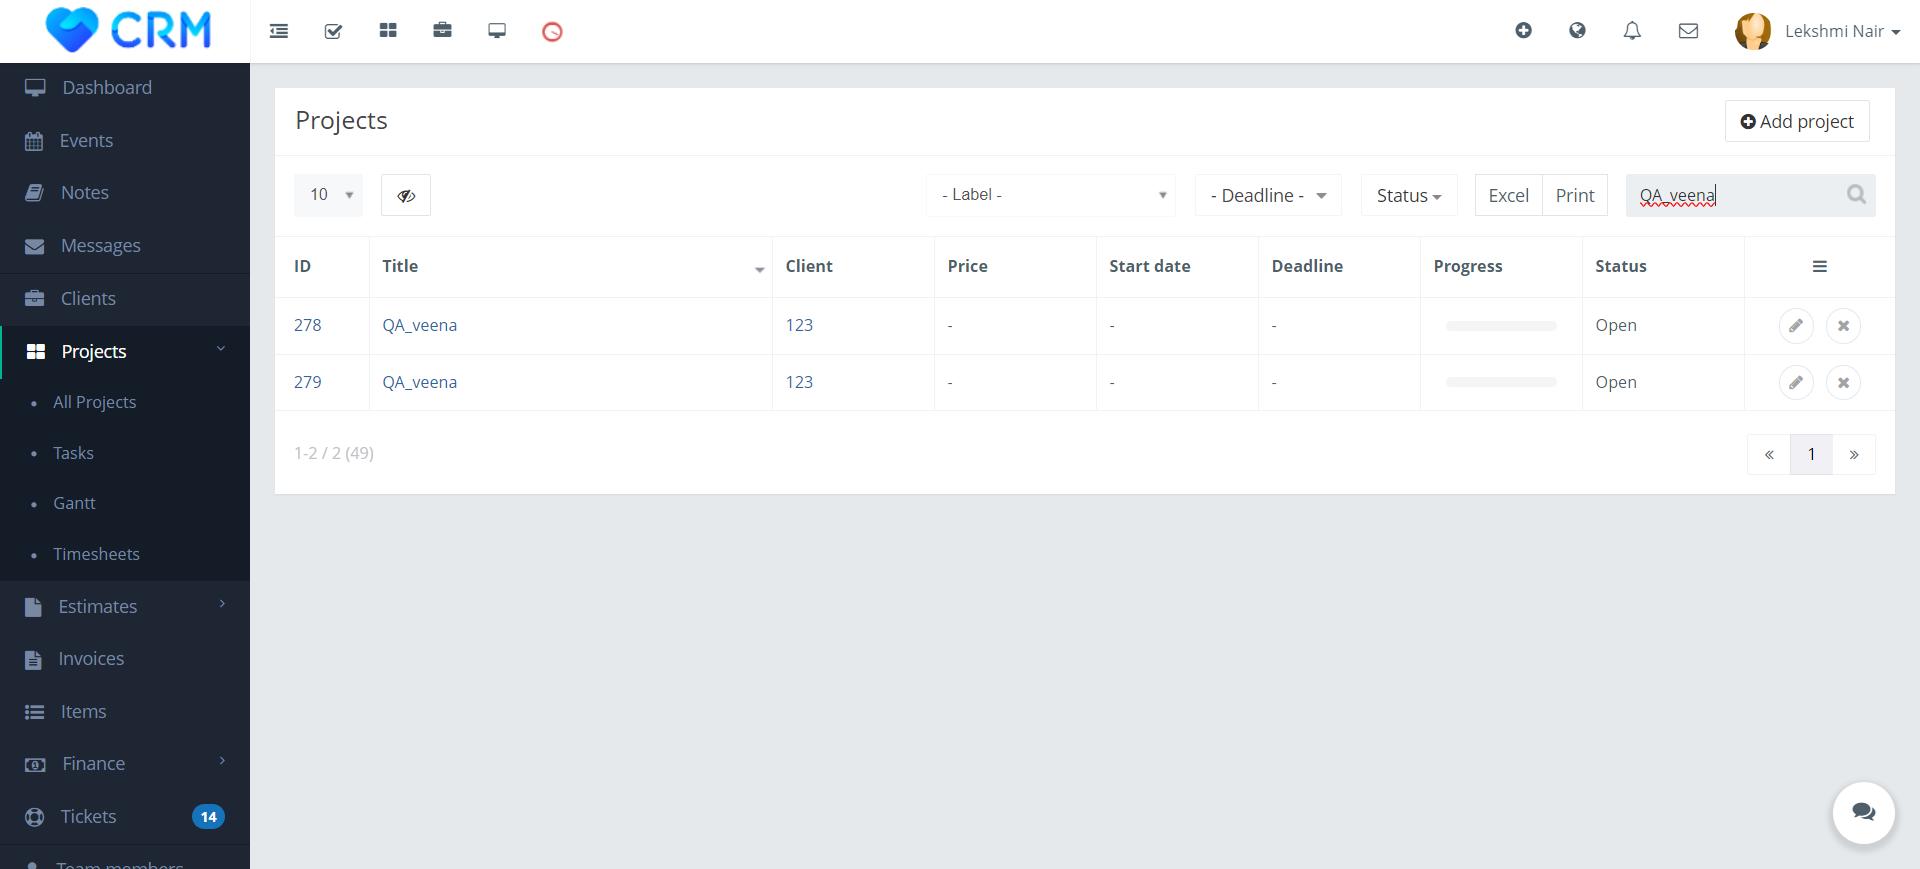 CRM
Lekshmi Nair
Dashboard
Events
Notes
Messages
Clients
Projects
All Projects
Tasks
Gantt
Timesheets
Estimates
Invoices
Items
Finance
Tickets 14
Team members
Projects
Add project
10
- Label -
- Deadline -
Status
Excel
Print
QA_veena
ID Title Client Price Start date Deadline Progress Status
278 QA_veena 123 - - - Open
279 QA_veena 123 - - - Open
1-2 / 2 (49)
« 1 »